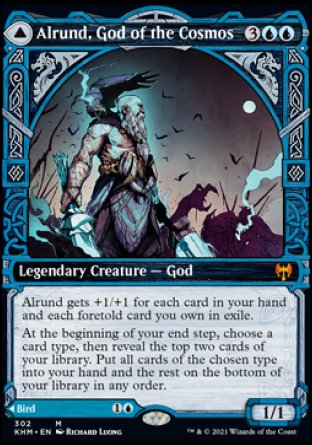 Alrund, God of the Cosmos 3
Legendary Creature — God
Alrund gets +1/+1 for each card in your hand
and each foretold card you own in exile.
At the beginning of your end step, choose a
card type, then reveal the top two cards of
your library. Put all cards of the chosen type
into your hand and the rest on the bottom of
your library in any order.
Bird 1
1/1
302 M
KHM • EN Richard Luong ™ & © 2021 Wizards of the Coast